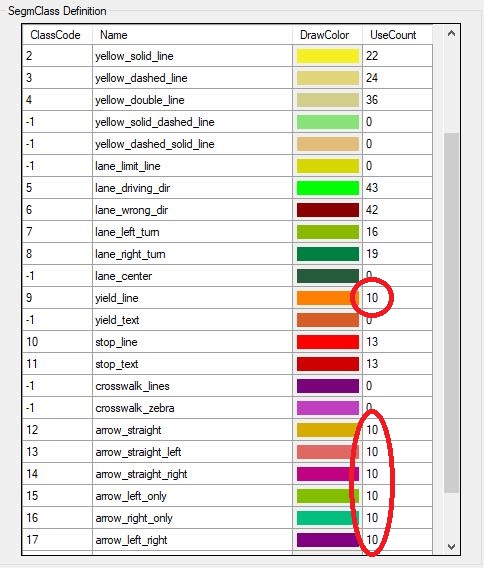 SegmClass Definition
ClassCode Name DrawColor UseCount
2 yellow_solid_line 22
3 yellow_dashed_line 24
4 yellow_double_line 36
-1 yellow_solid_dashed_line 0
-1 yellow_dashed_solid_line 0
-1 lane_limit_line 0
5 lane_driving_dir 43
6 lane_wrong_dir 42
7 lane_left_turn 16
8 lane_right_turn 19
-1 lane_center 0
9 yield_line 10
-1 yield_text 0
10 stop_line 13
11 stop_text 13
-1 crosswalk_lines 0
-1 crosswalk_zebra 0
12 arrow_straight 10
13 arrow_straight_left 10
14 arrow_straight_right 10
15 arrow_left_only 10
16 arrow_right_only 10
17 arrow_left_right 10